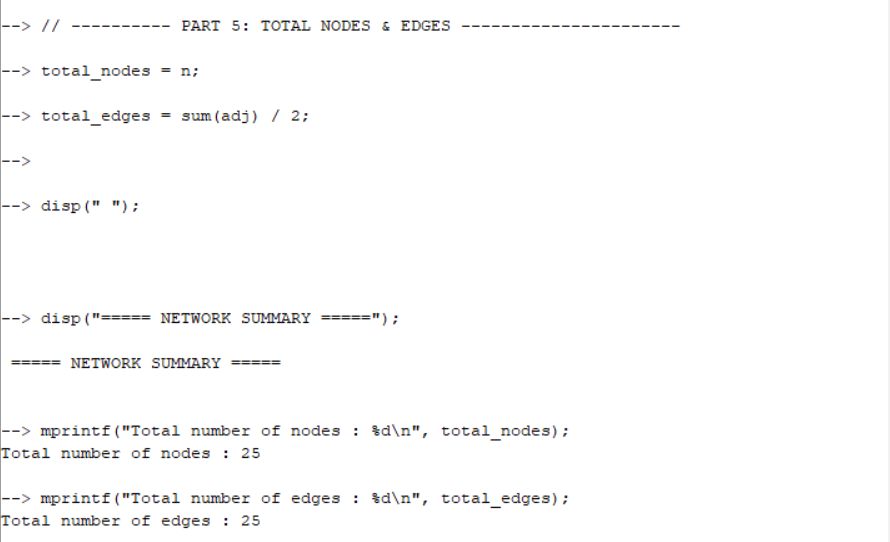 --> // ---------- PART 5: TOTAL NODES & EDGES ----------------------
--> total_nodes = n;
--> total_edges = sum(adj) / 2;
-->
--> disp(" ");
--> disp("===== NETWORK SUMMARY =====");
===== NETWORK SUMMARY =====
--> mprintf("Total number of nodes : %d\n", total_nodes);
Total number of nodes : 25
--> mprintf("Total number of edges : %d\n", total_edges);
Total number of edges : 25